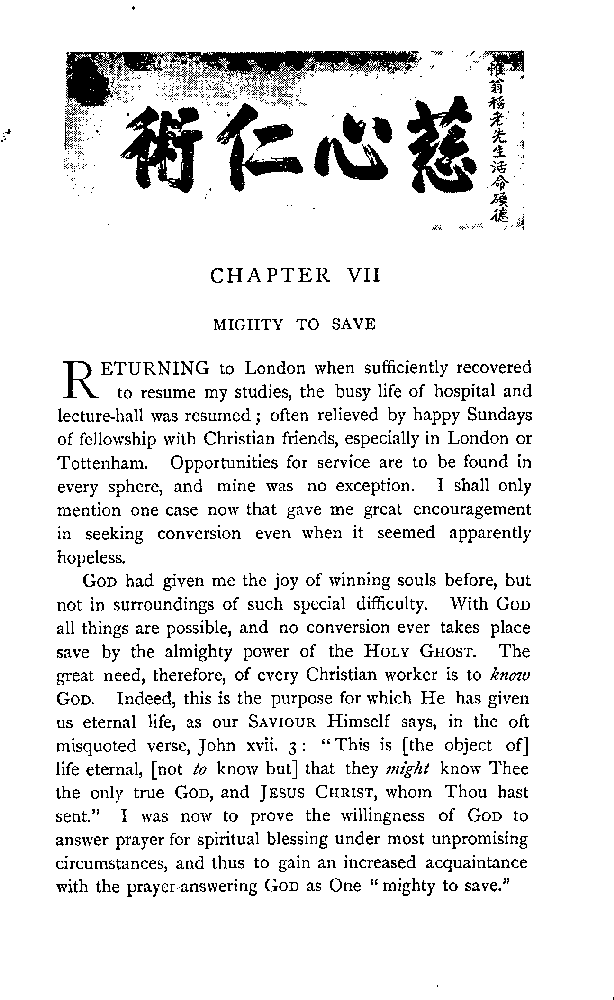 慈心仁術
翁福老先生活命碩德
CHAPTER VII
MIGHTY TO SAVE
RETURNING to London when sufficiently recovered
to resume my studies, the busy life of hospital and
lecture-hall was resumed; often relieved by happy Sundays
of fellowship with Christian friends, especially in London or
Tottenham. Opportunities for service are to be found in
every sphere, and mine was no exception. I shall only
mention one case now that gave me great encouragement
in seeking conversion even when it seemed apparently
hopeless.
GOD had given me the joy of winning souls before, but
not in surroundings of such special difficulty. With GOD
all things are possible, and no conversion ever takes place
save by the almighty power of the HOLY GHOST. The
great need, therefore, of every Christian worker is to know
GOD. Indeed, this is the purpose for which He has given
us eternal life, as our SAVIOUR Himself says, in the oft
misquoted verse, John xvii. 3: "This is [the object of]
life eternal, [not to know but] that they might know Thee
the only true GOD, and JESUS CHRIST, whom Thou hast
sent." I was now to prove the willingness of GOD to
answer prayer for spiritual blessing under most unpromising
circumstances, and thus to gain an increased acquaintance
with the prayer-answering GOD as One "mighty to save."